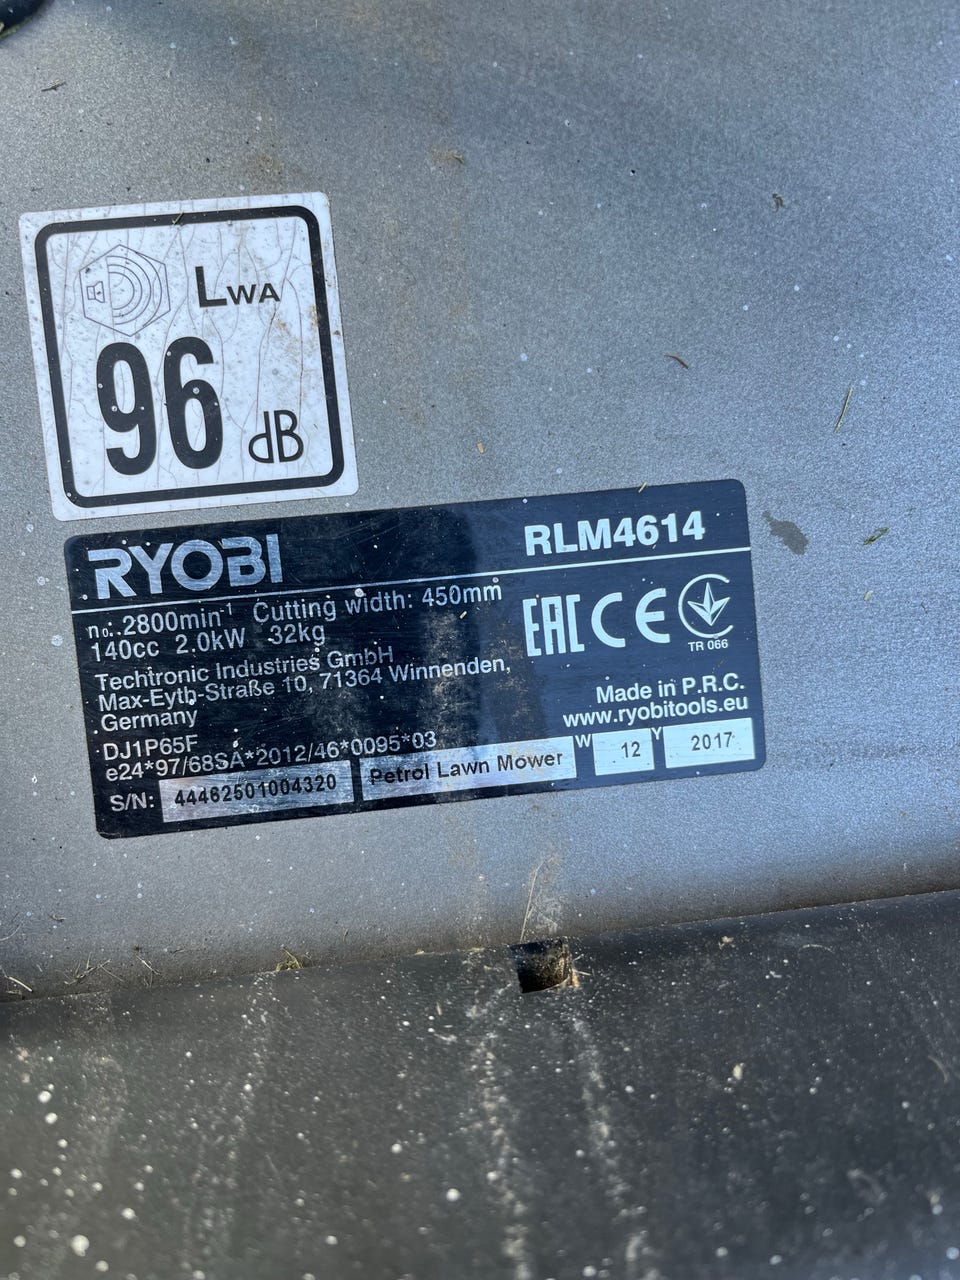 LWA
96
dB
RYOBI
RLM4614
n₀:.2800min⁻¹ Cutting width: 450mm
140cc 2.0kW 32kg
Techtronic Industries GmbH
Max-Eyth-Straße 10, 71364 Winnenden,
Germany
DJ1P65F
e24*97/68SA*2012/46*0095*03
S/N: 44462501004320
Petrol Lawn Mower
EAC CE
TR 066
Made in P.R.C.
www.ryobitools.eu
W 12 Y 2017